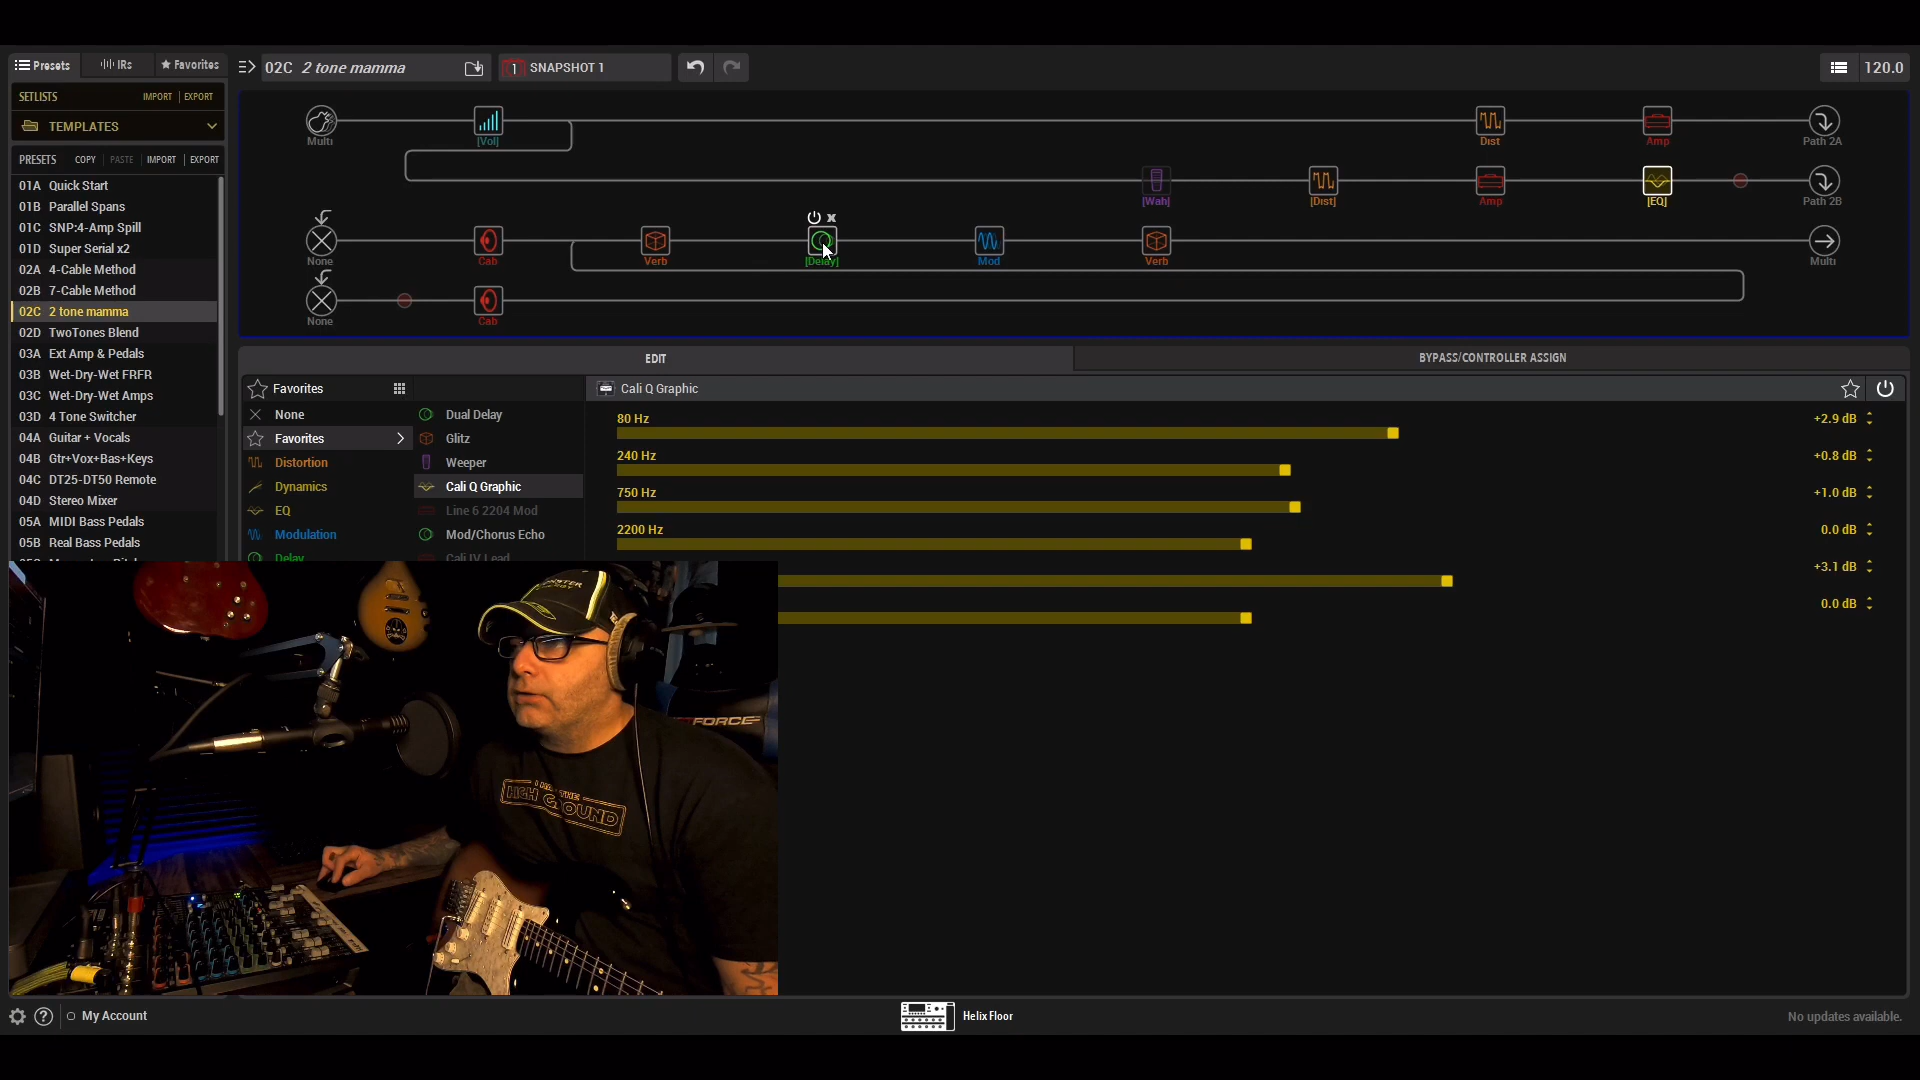 Presets IRs Favorites 02C 2 tone mamma 1 SNAPSHOT 1 120.0
SETLISTS IMPORT | EXPORT
TEMPLATES
PRESETS COPY PASTE IMPORT EXPORT
01A Quick Start
01B Parallel Spans
01C SNP:4-Amp Spill
01D Super Serial x2
02A 4-Cable Method
02B 7-Cable Method
02C 2 tone mamma
02D TwoTones Blend
03A Ext Amp & Pedals
03B Wet-Dry-Wet FRFR
03C Wet-Dry-Wet Amps
03D 4 Tone Switcher
04A Guitar + Vocals
04B Gtr+Vox+Bas+Keys
04C DT25-DT50 Remote
04D Stereo Mixer
05A MIDI Bass Pedals
05B Real Bass Pedals
Multi [Vol] Dist Amp Path 2A
[Wah] [Dist] Amp [EQ] Path 2B
None Cab Verb [Delay] Mod Verb Multi
None Cab
EDIT BYPASS/CONTROLLER ASSIGN
Favorites Cali Q Graphic
None
Favorites
Distortion
Dynamics
EQ
Modulation
Delay
Dual Delay
Glitz
Weeper
Cali Q Graphic
Line 6 2204 Mod
Mod/Chorus Echo
Cali IV Lead
80 Hz +2.9 dB
240 Hz +0.8 dB
750 Hz +1.0 dB
2200 Hz 0.0 dB
+3.1 dB
0.0 dB
I HAVE THE
HIGH GROUND
My Account Helix Floor No updates available.